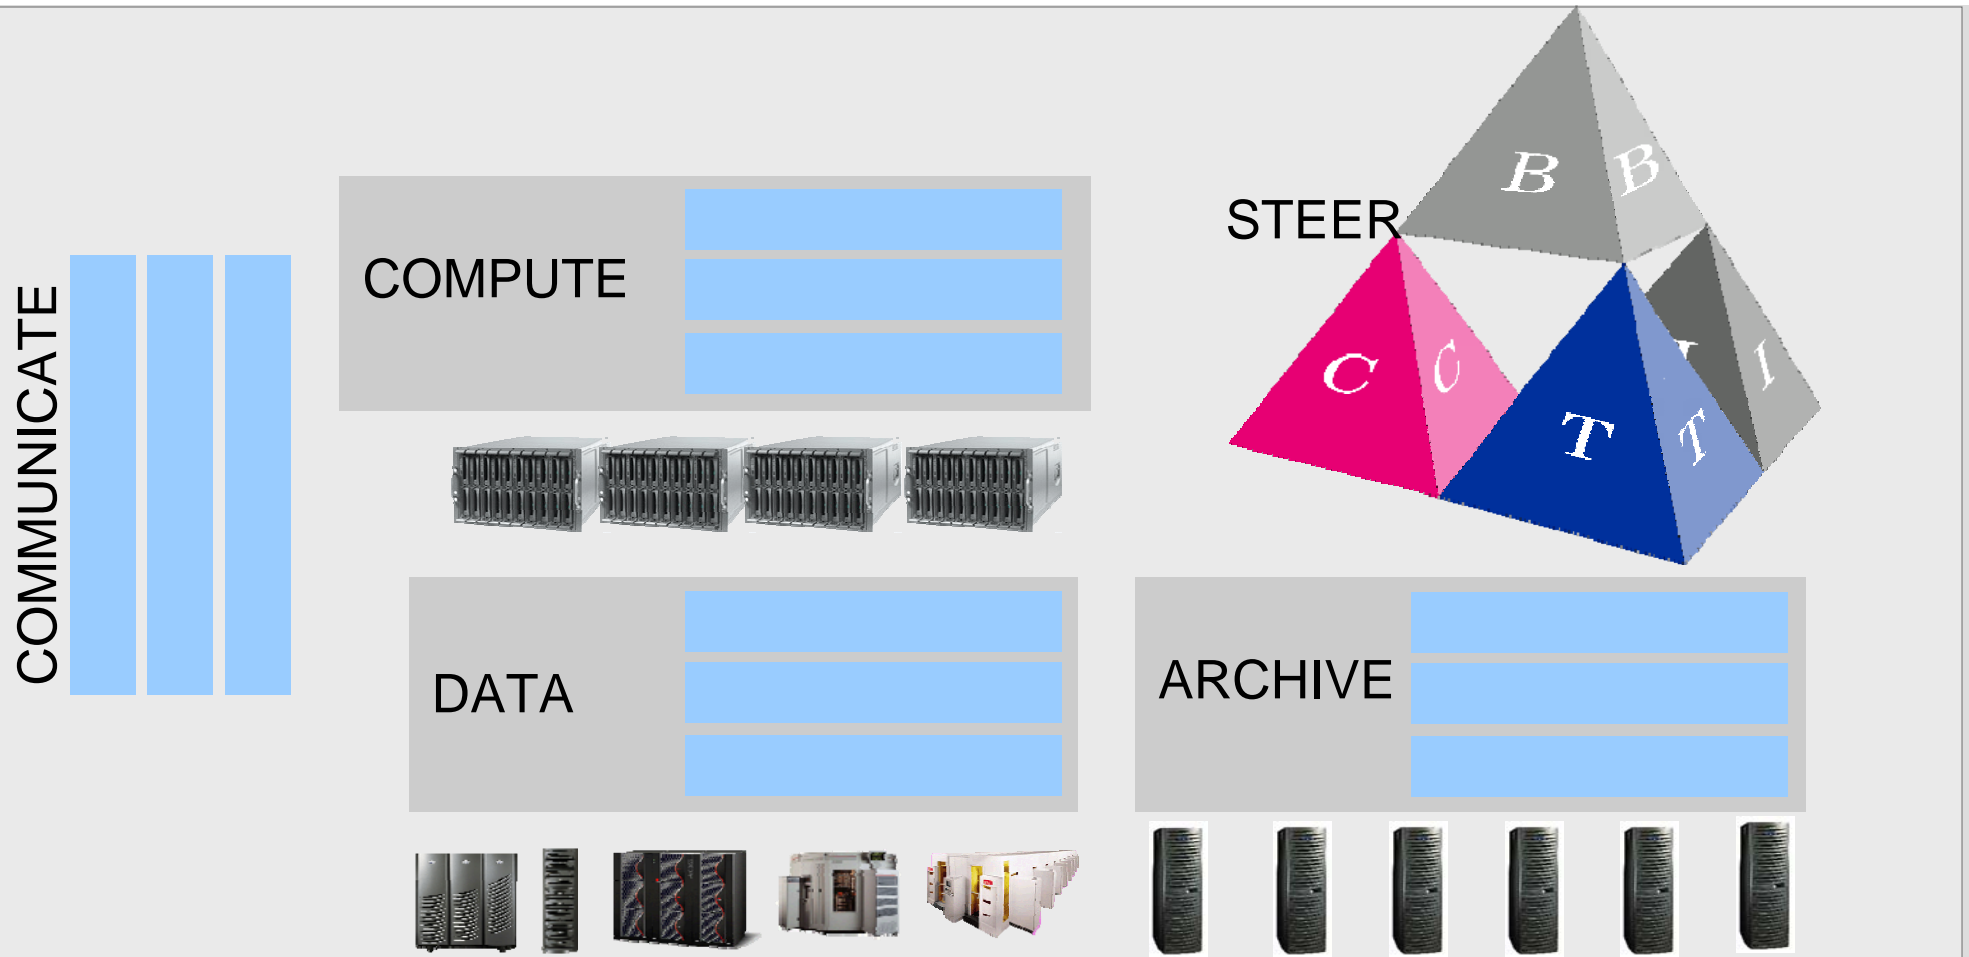 COMMUNICATE
COMPUTE
STEER
B B
C C
T T
I
DATA
ARCHIVE